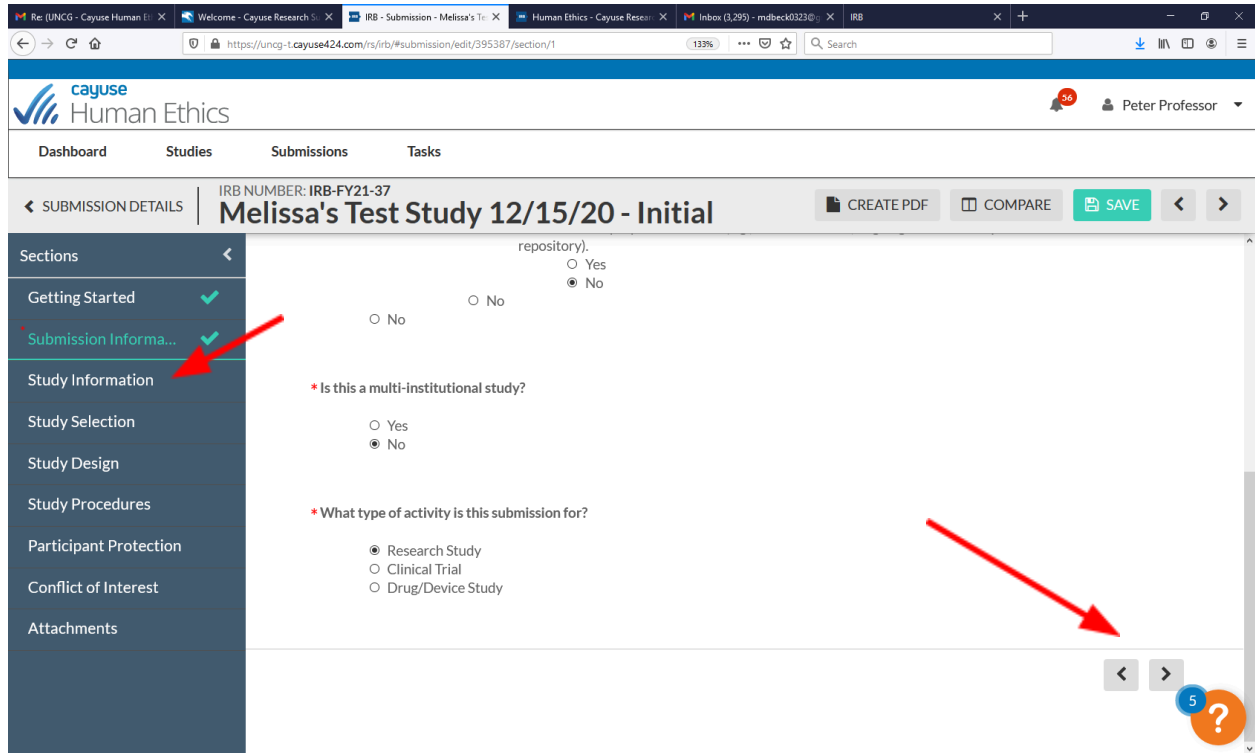 Re: (UNCG - Cayuse Human Eth
Welcome - Cayuse Research Su
IRB - Submission - Melissa's Te
Human Ethics - Cayuse Resear
Inbox (3,295) - mdbeck0323@g
IRB
https://uncg-t.cayuse424.com/rs/irb/#submission/edit/395387/section/1
133%
Search
cayuse
Human Ethics
56
Peter Professor
Dashboard Studies Submissions Tasks
SUBMISSION DETAILS
IRB NUMBER: IRB-FY21-37
Melissa's Test Study 12/15/20 - Initial
CREATE PDF
COMPARE
SAVE
Sections
Getting Started
* Submission Informa...
Study Information
Study Selection
Study Design
Study Procedures
Participant Protection
Conflict of Interest
Attachments
repository).
Yes
No
No
No
* Is this a multi-institutional study?
Yes
No
* What type of activity is this submission for?
Research Study
Clinical Trial
Drug/Device Study
5
?